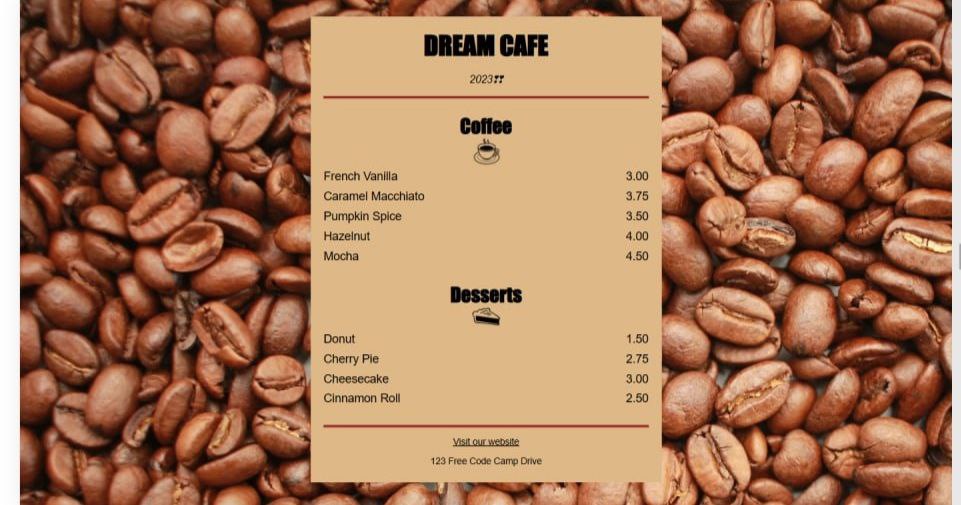 DREAM CAFE
2023
Coffee
French Vanilla 3.00
Caramel Macchiato 3.75
Pumpkin Spice 3.50
Hazelnut 4.00
Mocha 4.50
Desserts
Donut 1.50
Cherry Pie 2.75
Cheesecake 3.00
Cinnamon Roll 2.50
Visit our website
123 Free Code Camp Drive